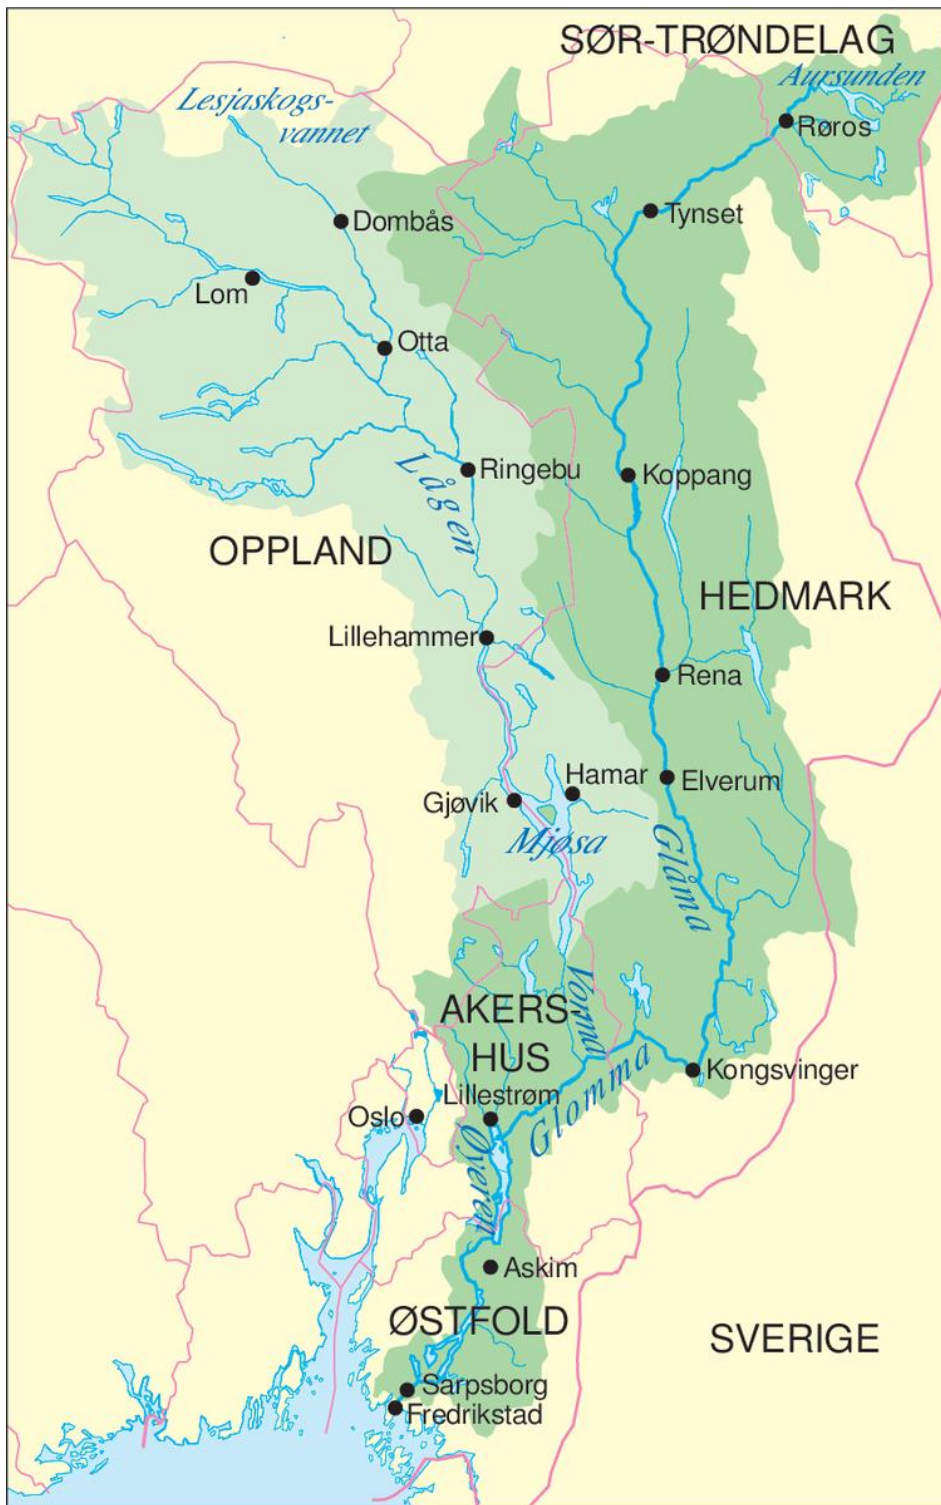 SØR-TRØNDELAG
Aursunden
Lesjaskogs-
vannet
Røros
Tynset
Dombås
Lom
Otta
Lågen
Ringebu
Koppang
OPPLAND
HEDMARK
Lillehammer
Rena
Hamar
Elverum
Gjøvik
Mjøsa
Glåma
Vorma
AKERS-
HUS
Kongsvinger
Glomma
Lillestrøm
Oslo
Øyeren
Askim
ØSTFOLD
SVERIGE
Sarpsborg
Fredrikstad